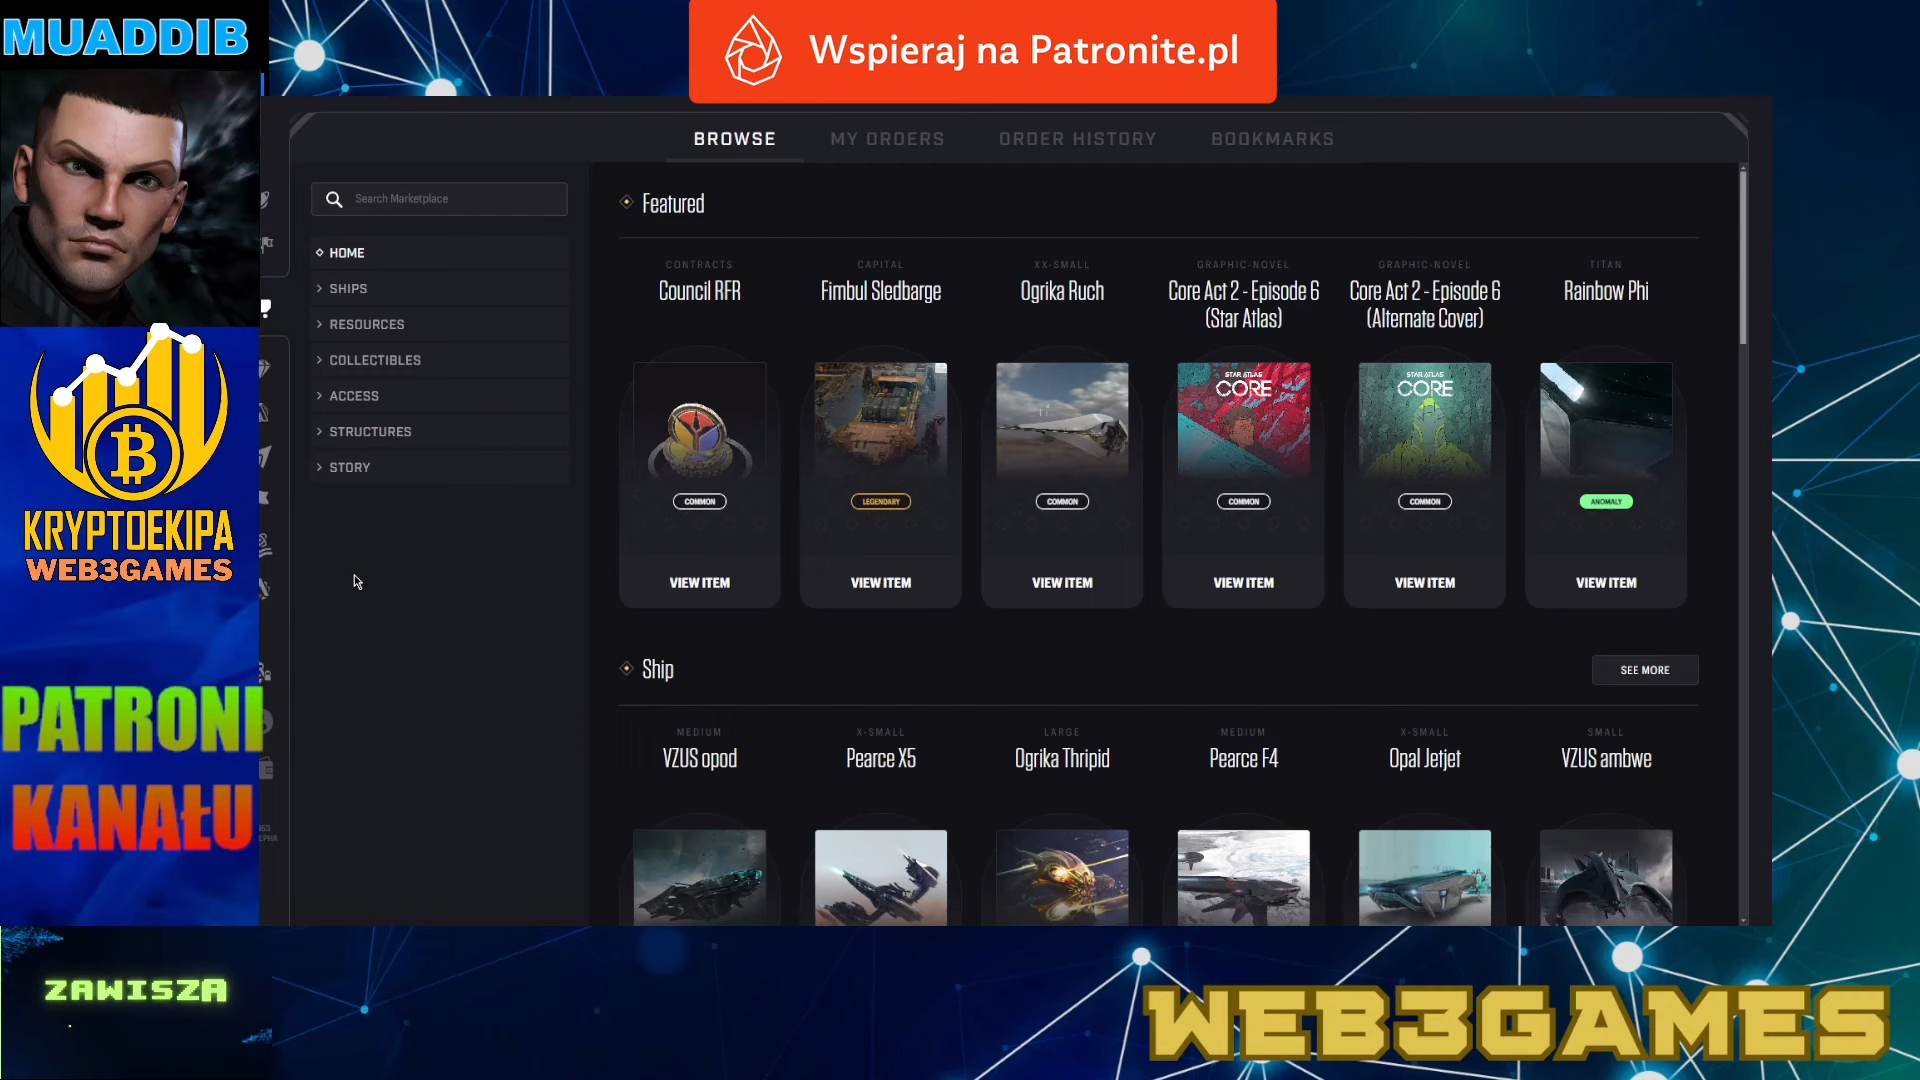 MUADDIB
Wspieraj na Patronite.pl
BROWSE
MY ORDERS
ORDER HISTORY
BOOKMARKS
Search Marketplace
HOME
SHIPS
RESOURCES
COLLECTIBLES
ACCESS
STRUCTURES
STORY
Featured
CONTRACTS
Council RFR
COMMON
VIEW ITEM
CAPITAL
Fimbul Sledbarge
LEGENDARY
VIEW ITEM
XX-SMALL
Ogrika Ruch
COMMON
VIEW ITEM
GRAPHIC-NOVEL
Core Act 2 - Episode 6
(Star Atlas)
STAR ATLAS
CORE
COMMON
VIEW ITEM
GRAPHIC-NOVEL
Core Act 2 - Episode 6
(Alternate Cover)
STAR ATLAS
CORE
COMMON
VIEW ITEM
TITAN
Rainbow Phi
ANOMALY
VIEW ITEM
Ship
SEE MORE
MEDIUM
VZUS opod
X-SMALL
Pearce X5
LARGE
Ogrika Thripid
MEDIUM
Pearce F4
X-SMALL
Opal Jetjet
SMALL
VZUS ambwe
KRYPTOEKIPA
WEB3GAMES
PATRONI
KANAŁU
ZAWISZA
WEB3GAMES